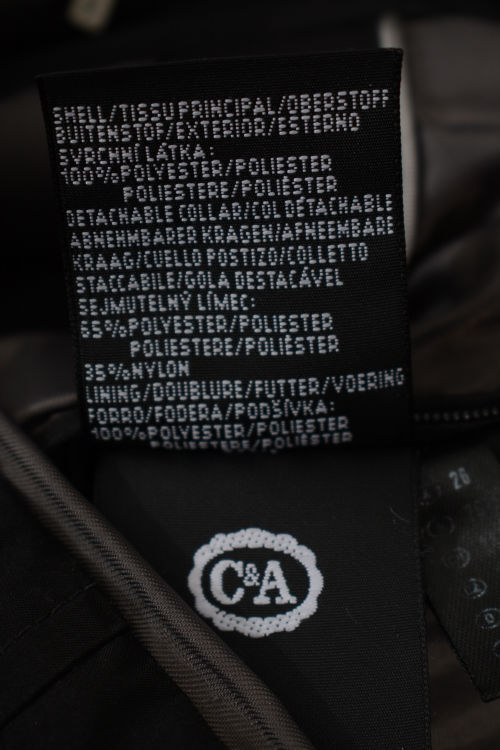 SHELL/TISSU PRINCIPAL/OBERSTOFF
BUITENSTOF/EXTERIOR/ESTERNO
SVRCHNÍ LÁTKA:
100% POLYESTER/POLIESTER
POLIESTERE/POLIÉSTER
DETACHABLE COLLAR/COL DÉTACHABLE
ABNEHMBARER KRAGEN/AFNEEMBARE
KRAAG/CUELLO POSTIZO/COLLETTO
STACCABILE/GOLA DESTACÁVEL
SEJMUTELNÝ LÍMEC:
65% POLYESTER/POLIESTER
POLIESTERE/POLIÉSTER
35% NYLON
LINING/DOUBLURE/FUTTER/VOERING
FORRO/FODERA/PODŠÍVKA:
100% POLYESTER/POLIESTER
POLIESTERE/POLIÉSTER
C&A
26